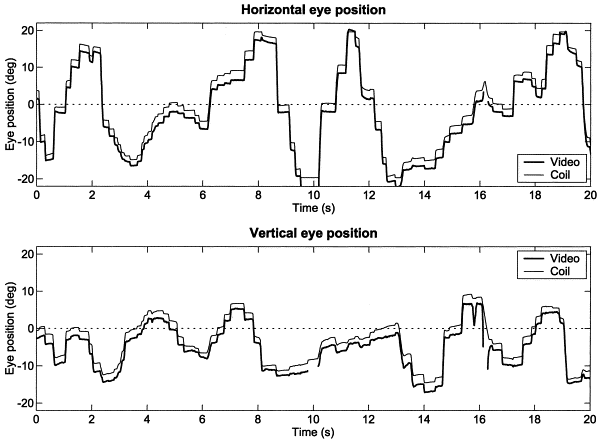 Horizontal eye position
Eye position (deg)
20
10
0
-10
-20
0 2 4 6 8 10 12 14 16 18 20
Time (s)
Video
Coil
Vertical eye position
Eye position (deg)
20
10
0
-10
-20
0 2 4 6 8 10 12 14 16 18 20
Time (s)
Video
Coil